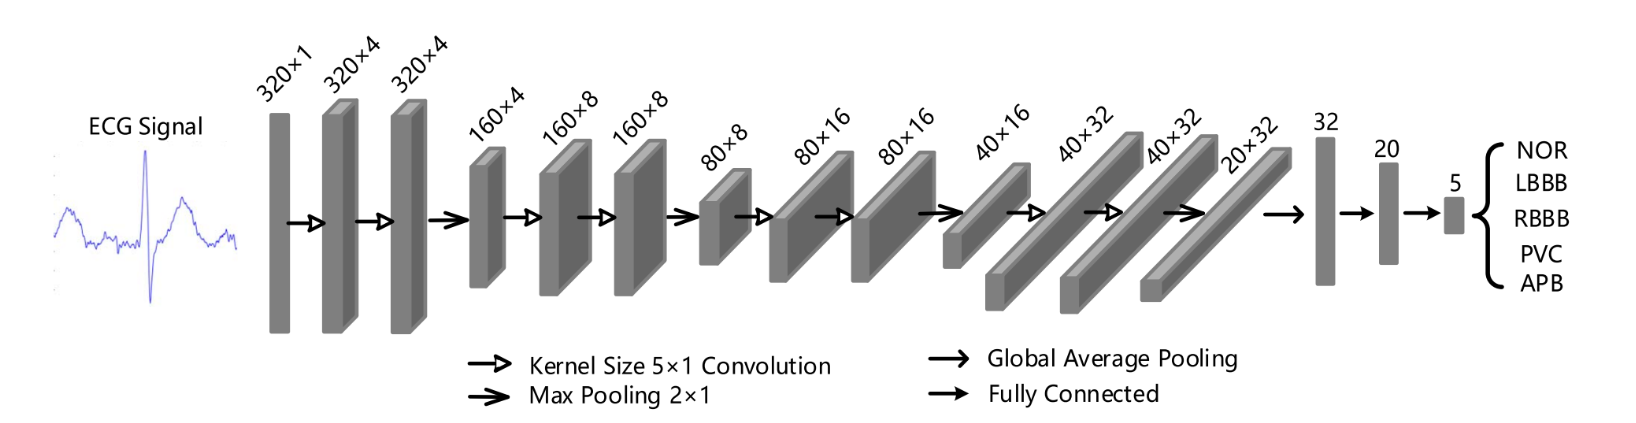 ECG Signal
320×1
320×4
320×4
160×4
160×8
160×8
80×8
80×16
80×16
40×16
40×32
40×32
20×32
32
20
5
NOR
LBBB
RBBB
PVC
APB
Kernel Size 5×1 Convolution
Max Pooling 2×1
Global Average Pooling
Fully Connected